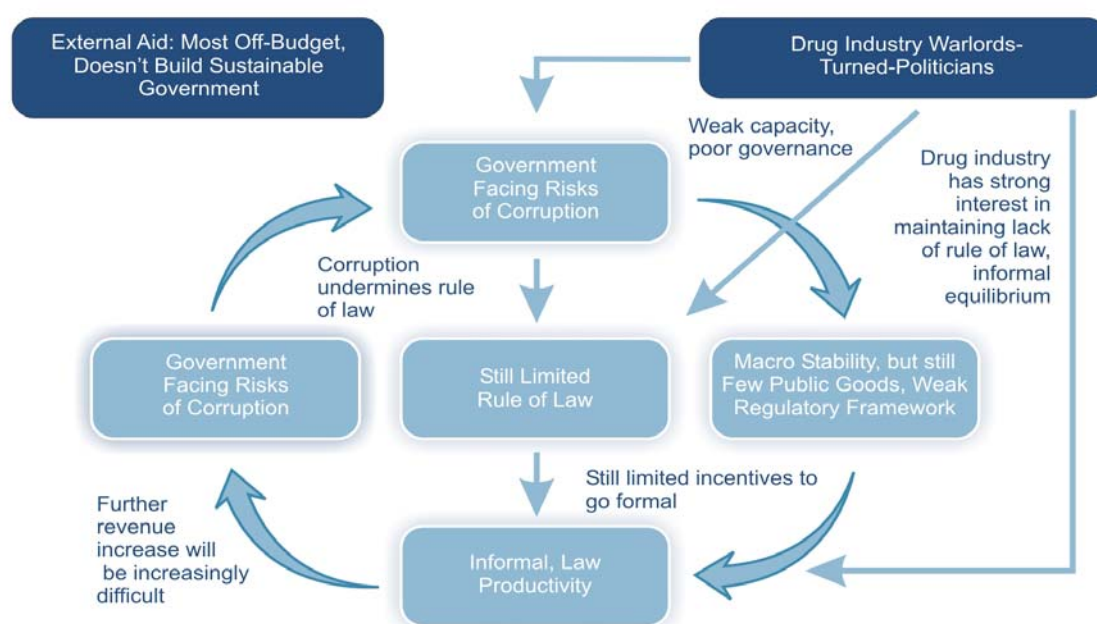 External Aid: Most Off-Budget,
Doesn't Build Sustainable
Government
Drug Industry Warlords-
Turned-Politicians
Weak capacity,
poor governance
Government
Facing Risks
of Corruption
Drug industry
has strong
interest in
maintaining lack
of rule of law,
informal
equilibrium
Corruption
undermines rule
of law
Government
Facing Risks
of Corruption
Still Limited
Rule of Law
Macro Stability, but still
Few Public Goods, Weak
Regulatory Framework
Still limited incentives to
go formal
Further
revenue
increase will
be increasingly
difficult
Informal, Law
Productivity